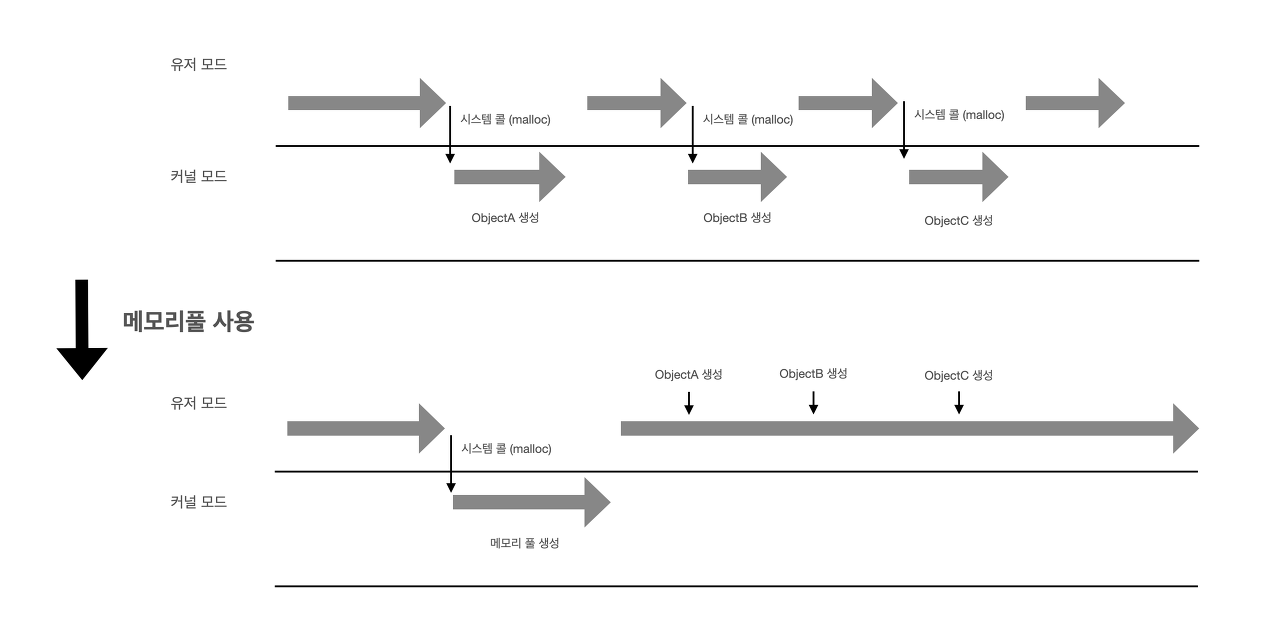 유저 모드
시스템 콜 (malloc)
시스템 콜 (malloc)
시스템 콜 (malloc)
커널 모드
ObjectA 생성
ObjectB 생성
ObjectC 생성
메모리풀 사용
ObjectA 생성
ObjectB 생성
ObjectC 생성
유저 모드
시스템 콜 (malloc)
커널 모드
메모리 풀 생성